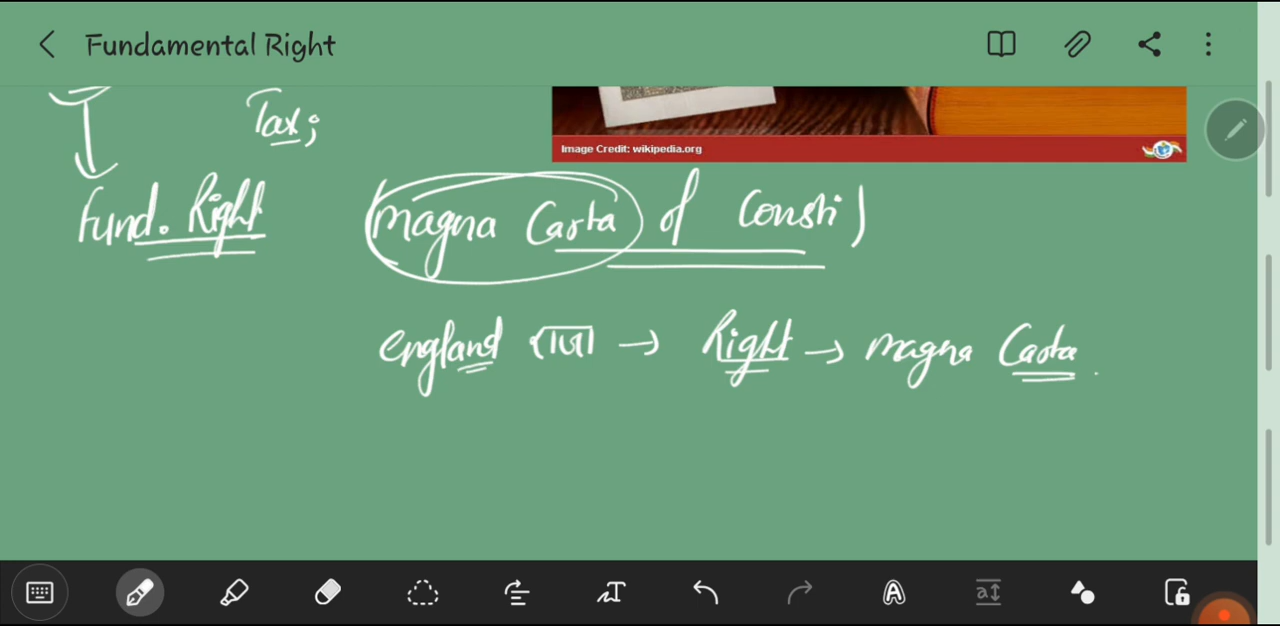 Fundamental Right
Tax;
Image Credit: wikipedia.org
Fund. Right (magna Carta of Consti)
England → Right → magna Carta.